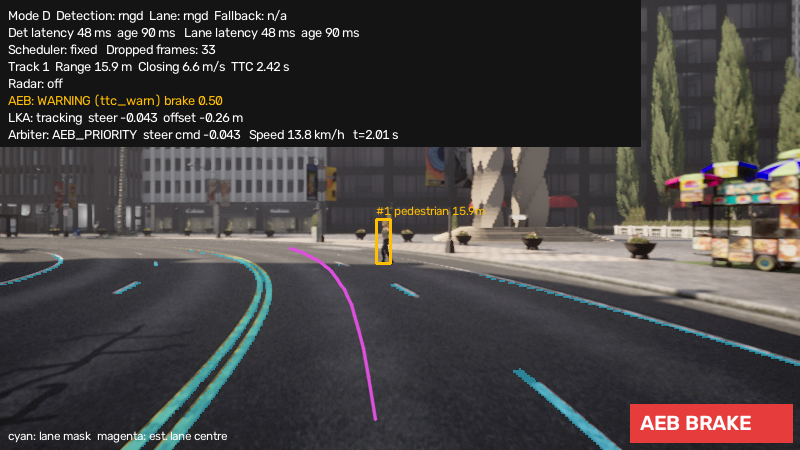 Mode D  Detection: rngd  Lane: rngd  Fallback: n/a
Det latency 48 ms  age 90 ms   Lane latency 48 ms  age 90 ms
Scheduler: fixed   Dropped frames: 33
Track 1  Range 15.9 m  Closing 6.6 m/s  TTC 2.42 s
Radar: off
AEB: WARNING (ttc_warn) brake 0.50
LKA: tracking  steer -0.043  offset -0.26 m
Arbiter: AEB_PRIORITY  steer cmd -0.043   Speed 13.8 km/h   t=2.01 s
#1 pedestrian 15.9m
AEB BRAKE
cyan: lane mask  magenta: est. lane centre